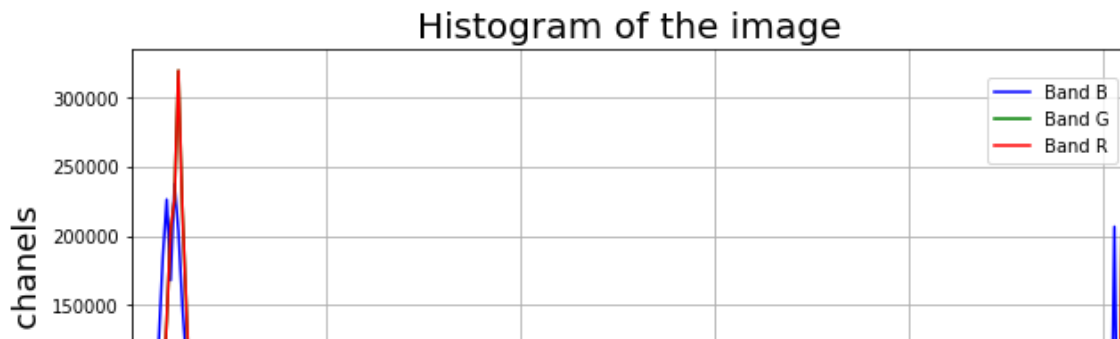 Histogram of the image
300000
250000
200000
150000
chanels
Band B
Band G
Band R